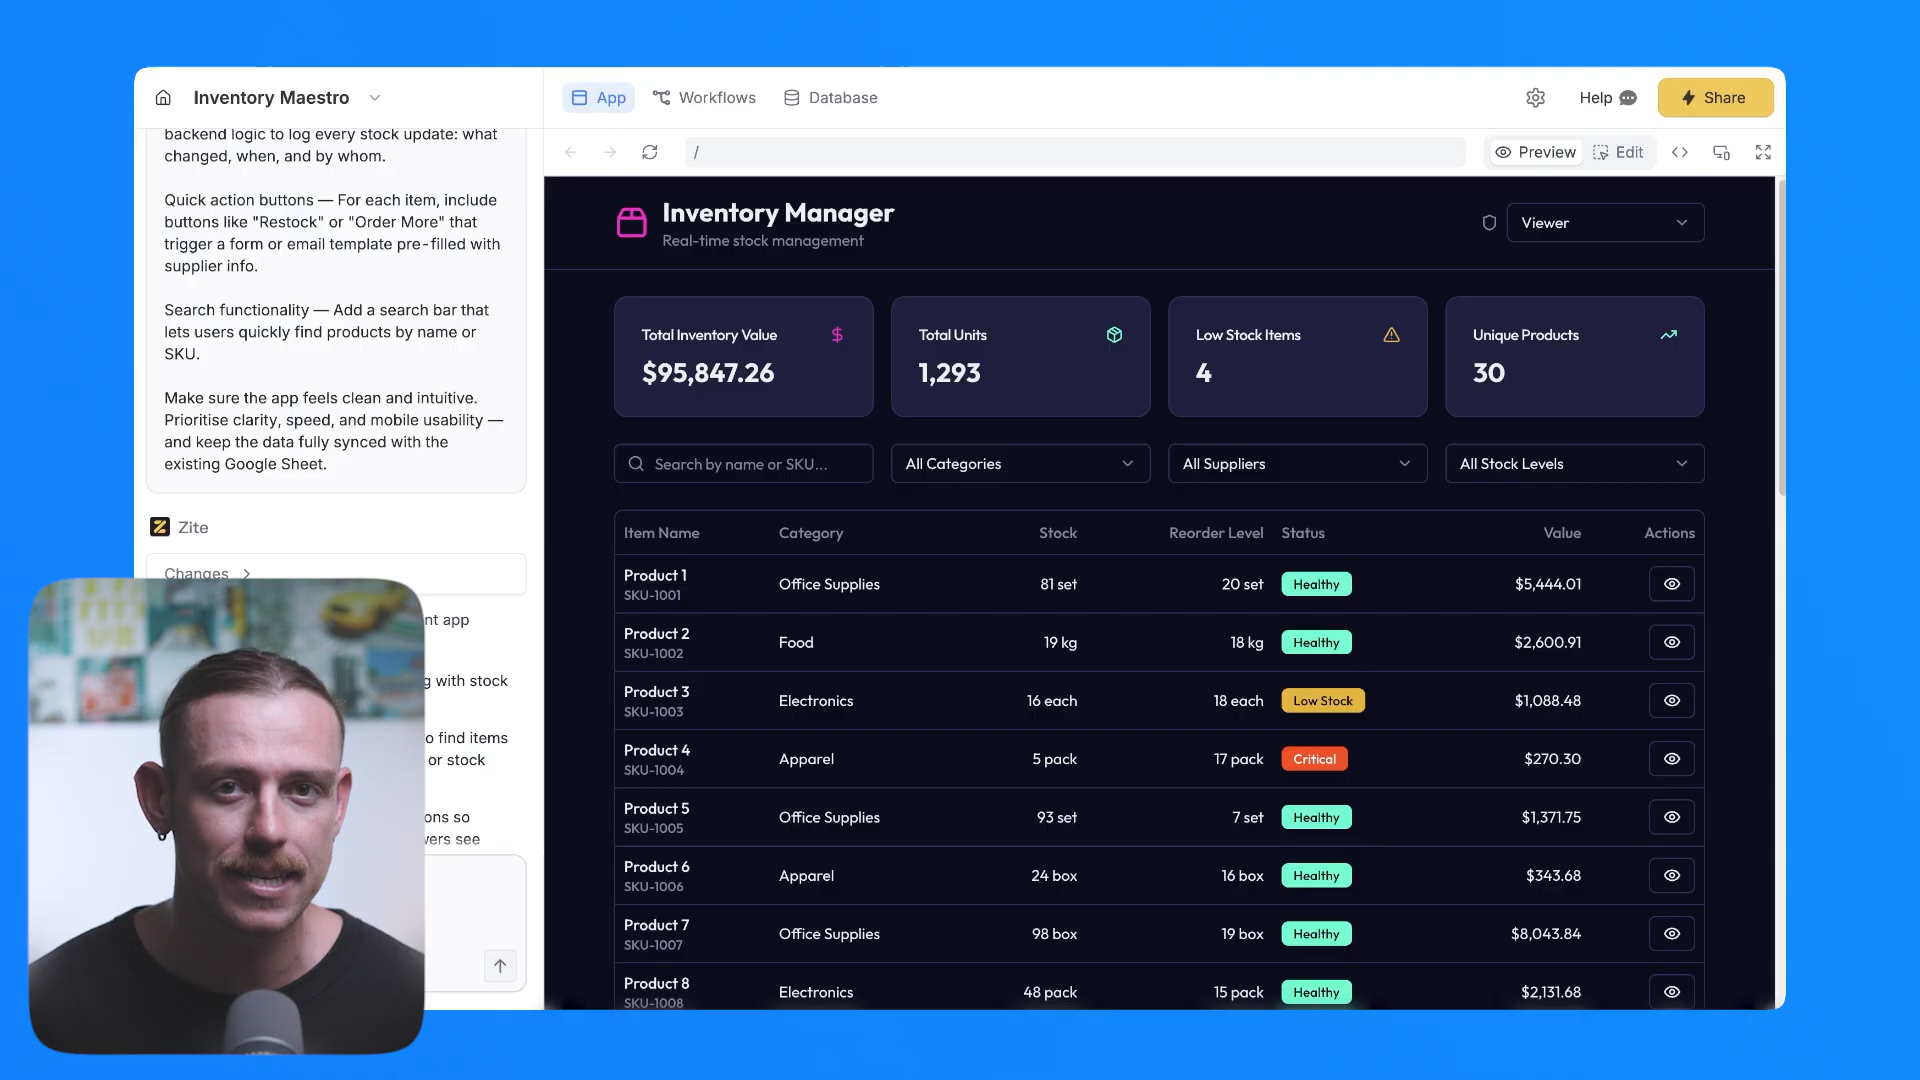 Inventory Maestro
App
Workflows
Database
Help
Share
/
Preview
Edit
backend logic to log every stock update: what
changed, when, and by whom.
Quick action buttons — For each item, include
buttons like "Restock" or "Order More" that
trigger a form or email template pre-filled with
supplier info.
Search functionality — Add a search bar that
lets users quickly find products by name or
SKU.
Make sure the app feels clean and intuitive.
Prioritise clarity, speed, and mobile usability —
and keep the data fully synced with the
existing Google Sheet.
Zite
Changes
app
with stock
to find items
or stock
so
see
Inventory Manager
Real-time stock management
Viewer
Total Inventory Value
$95,847.26
Total Units
1,293
Low Stock Items
4
Unique Products
30
Search by name or SKU...
All Categories
All Suppliers
All Stock Levels
Item Name Category Stock Reorder Level Status Value Actions
Product 1 Office Supplies 81 set 20 set Healthy $5,444.01
SKU-1001
Product 2 Food 19 kg 18 kg Healthy $2,600.91
SKU-1002
Product 3 Electronics 16 each 18 each Low Stock $1,088.48
SKU-1003
Product 4 Apparel 5 pack 17 pack Critical $270.30
SKU-1004
Product 5 Office Supplies 93 set 7 set Healthy $1,371.75
SKU-1005
Product 6 Apparel 24 box 16 box Healthy $343.68
SKU-1006
Product 7 Office Supplies 98 box 19 box Healthy $8,043.84
SKU-1007
Product 8 Electronics 48 pack 15 pack Healthy $2,131.68
SKU-1008